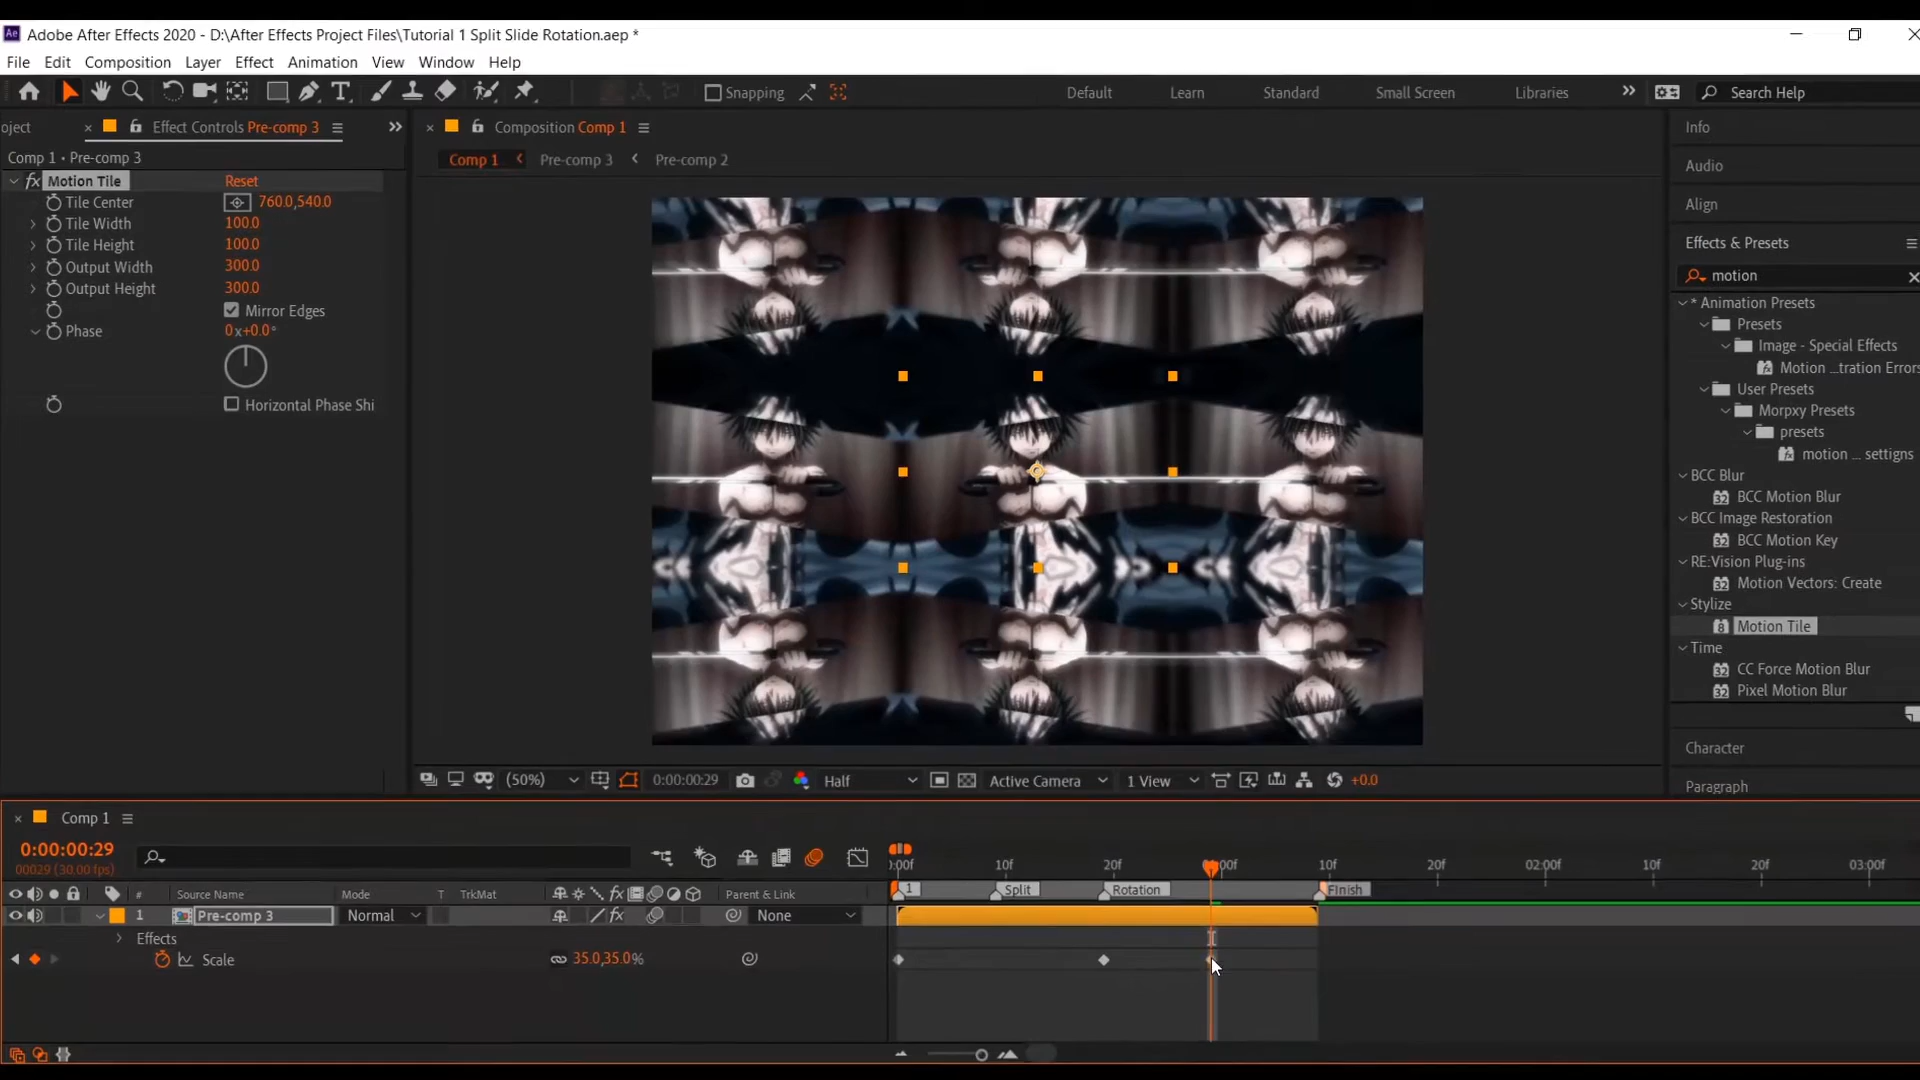 Adobe After Effects 2020 - D:\After Effects Project Files\Tutorial 1 Split Slide Rotation.aep *
File Edit Composition Layer Effect Animation View Window Help
Snapping Default Learn Standard Small Screen Libraries Search Help
oject Effect Controls Pre-comp 3
Composition Comp 1
Info
Comp 1 • Pre-comp 3
Comp 1 Pre-comp 3 Pre-comp 2
Audio
fx Motion Tile Reset
Tile Center 760.0,540.0
Align
Tile Width 100.0
Tile Height 100.0
Effects & Presets
Output Width 300.0
motion
Output Height 300.0
* Animation Presets
Mirror Edges
Presets
Phase 0x+0.0°
Image - Special Effects
Motion ...tration Errors
User Presets
Horizontal Phase Shi
Morpxy Presets
presets
motion ... settigns
BCC Blur
BCC Motion Blur
BCC Image Restoration
BCC Motion Key
RE:Vision Plug-ins
Motion Vectors: Create
Stylize
Motion Tile
Time
CC Force Motion Blur
Pixel Motion Blur
Character
(50%) 0:00:00:29 Half Active Camera 1 View +0.0
Paragraph
Comp 1
0:00:00:29
00029 (30.00 fps)
):00f 10f 20f 10f 20f 02:00f 10f 20f 03:00f
# Source Name Mode T TrkMat fx Parent & Link
1 Split Rotation FInish
1 Pre-comp 3 Normal fx None
Effects
Scale 35.0,35.0%